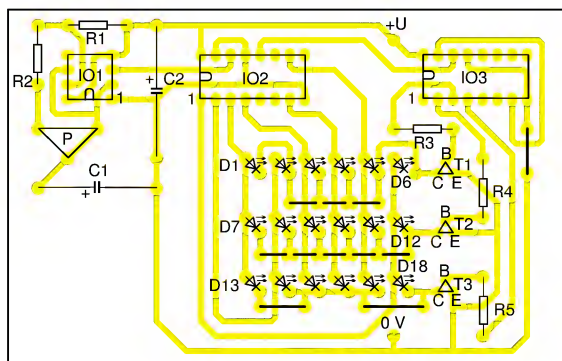 R1
+U
R2
IO1
1
+
C2
IO2
1
IO3
1
P
R3
B
T1
C E
D1
D6
R4
C1
+
D7
D12
B
T2
C E
D13
D18
B
T3
C E
R5
0 V